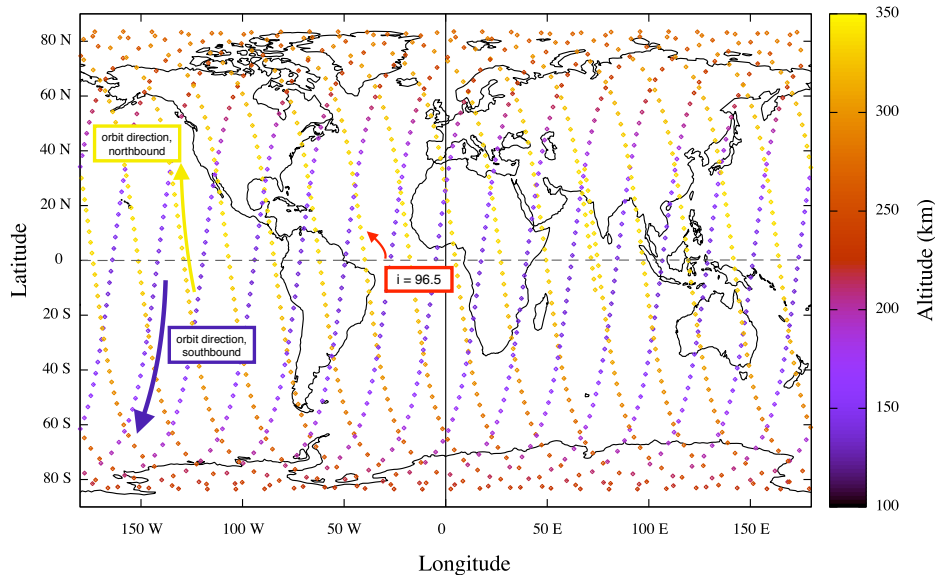 80 N
60 N
40 N
20 N
0
20 S
40 S
60 S
80 S
Latitude
orbit direction,
northbound
orbit direction,
southbound
i = 96.5
150 W
100 W
50 W
0
50 E
100 E
150 E
Longitude
350
300
250
200
150
100
Altitude (km)